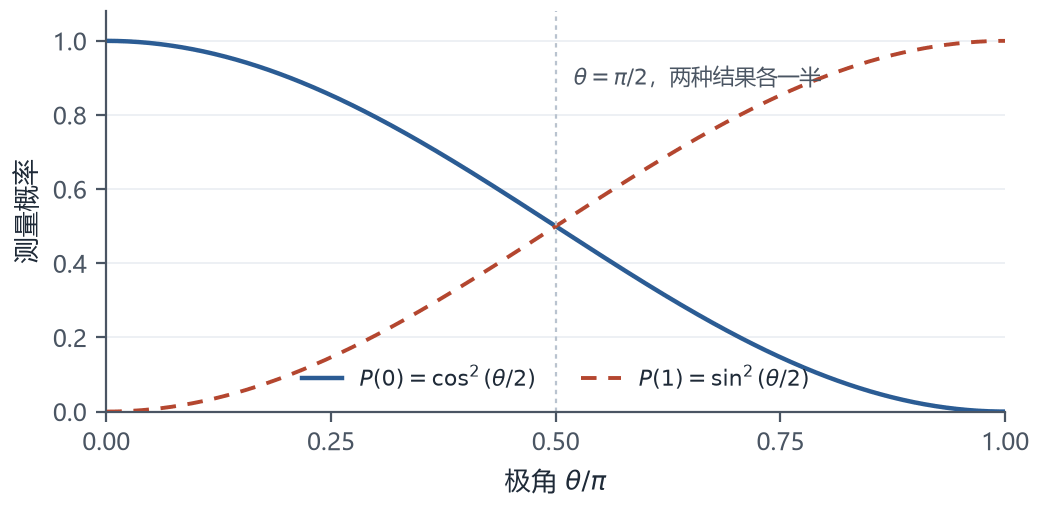 1.0
θ = π/2，两种结果各一半
0.8
0.6
测量概率
0.4
0.2
P(0) = cos² (θ/2)
P(1) = sin² (θ/2)
0.0
0.00 0.25 0.50 0.75 1.00
极角 θ/π